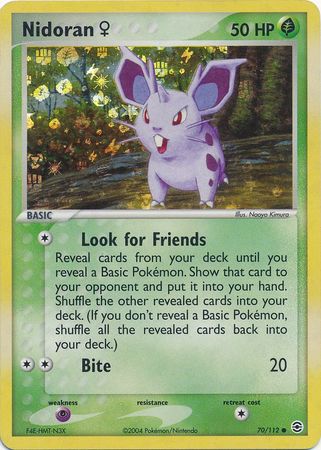 Nidoran♀ 50 HP
BASIC
Illus. Naoyo Kimura
Look for Friends
Reveal cards from your deck until you
reveal a Basic Pokémon. Show that card to
your opponent and put it into your hand.
Shuffle the other revealed cards into your
deck. (If you don't reveal a Basic Pokémon,
shuffle all the revealed cards back into
your deck.)
Bite 20
weakness resistance retreat cost
F4E-HMT-N3X ©2004 Pokémon/Nintendo 70/112